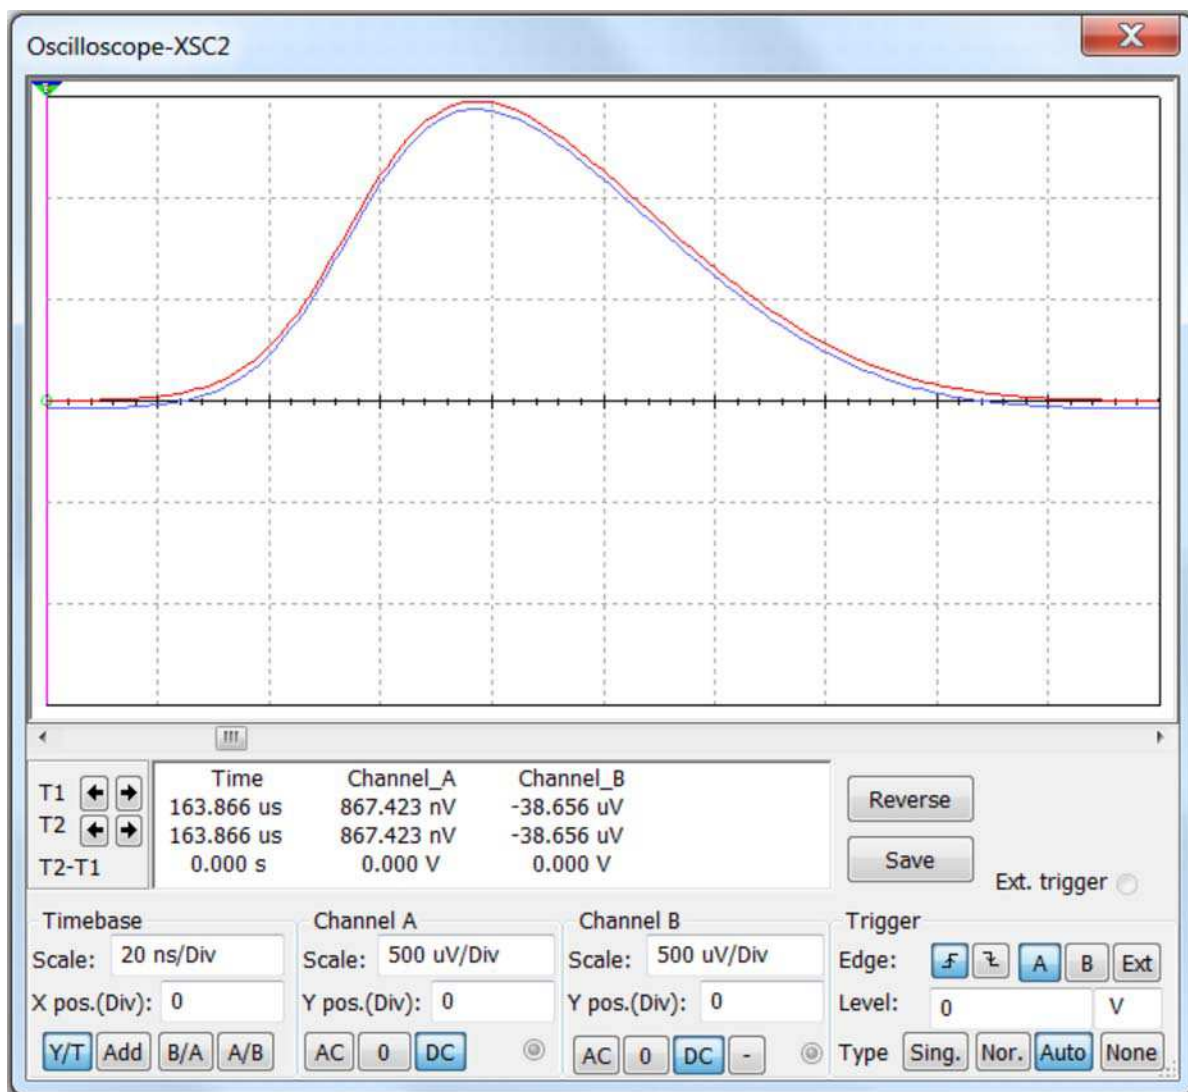 Oscilloscope-XSC2
Time Channel_A Channel_B
T1 163.866 us 867.423 nV -38.656 uV
T2 163.866 us 867.423 nV -38.656 uV
T2-T1 0.000 s 0.000 V 0.000 V
Reverse
Save
Ext. trigger
Timebase
Scale: 20 ns/Div
X pos.(Div): 0
Y/T Add B/A A/B
Channel A
Scale: 500 uV/Div
Y pos.(Div): 0
AC 0 DC
Channel B
Scale: 500 uV/Div
Y pos.(Div): 0
AC 0 DC -
Trigger
Edge: A B Ext
Level: 0 V
Type Sing. Nor. Auto None